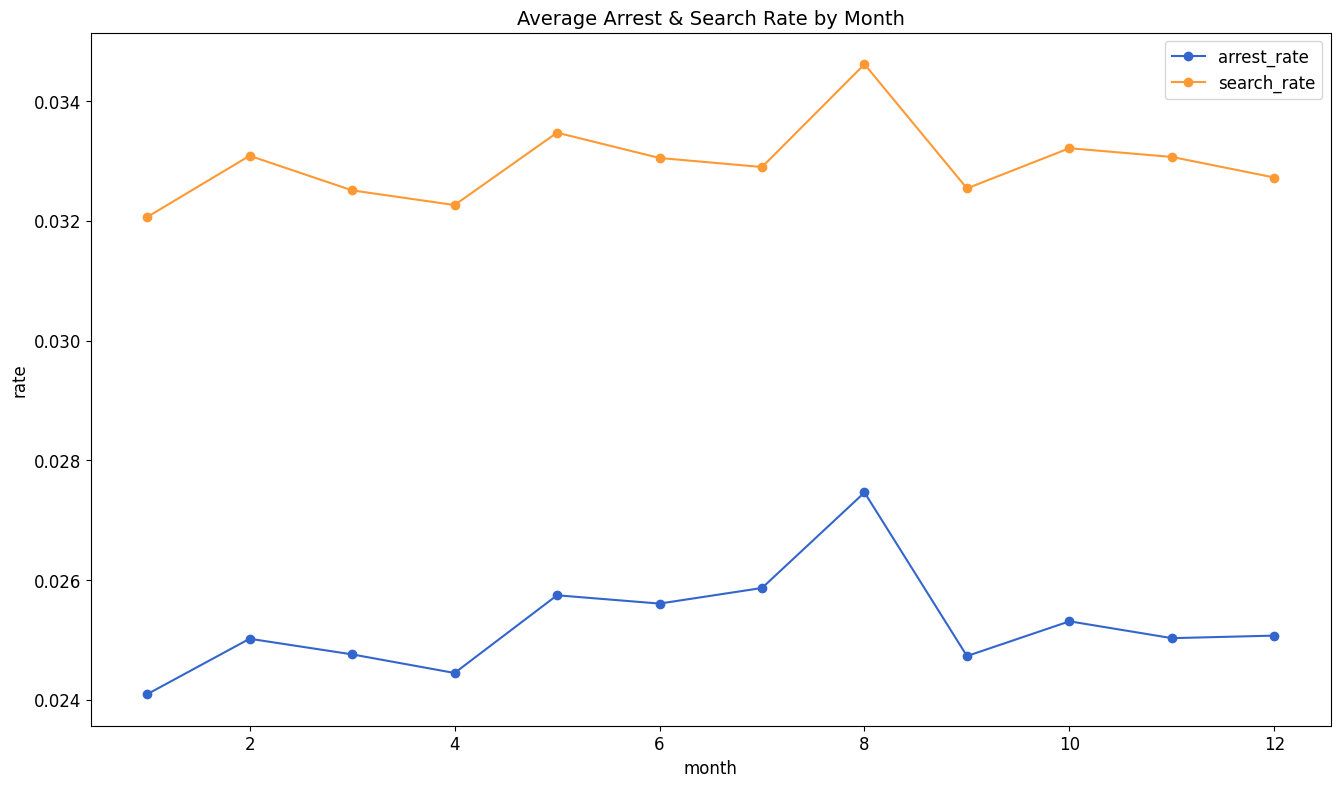 Average Arrest & Search Rate by Month
arrest_rate
search_rate
0.034
0.032
0.030
0.028
0.026
0.024
rate
2 4 6 8 10 12
month